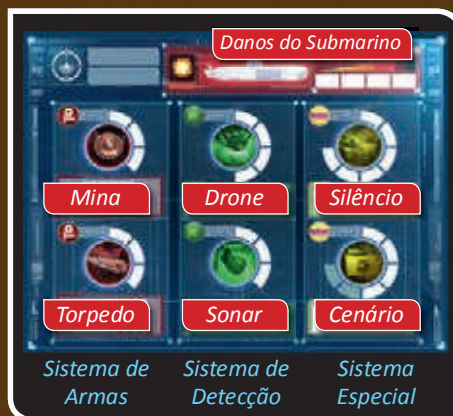 Danos do Submarino
Mina
Drone
Silêncio
Torpedo
Sonar
Cenário
Sistema de
Armas
Sistema de
Detecção
Sistema
Especial